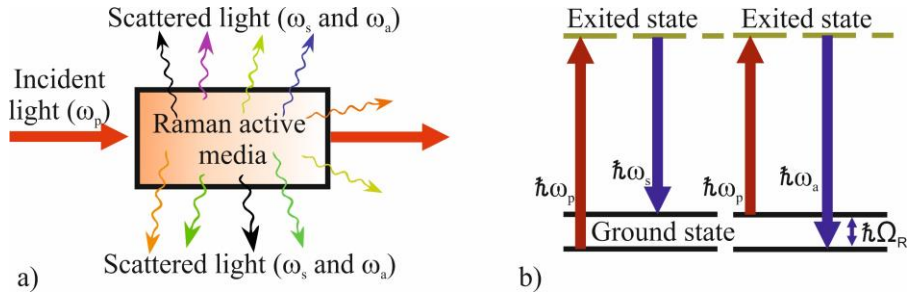 Scattered light (ωs and ωa)
Incident
light (ωp)
Raman active
media
Scattered light (ωs and ωa)
a)
Exited state
Exited state
ħωp
ħωs
ħωp
ħωa
Ground state
ħΩR
b)